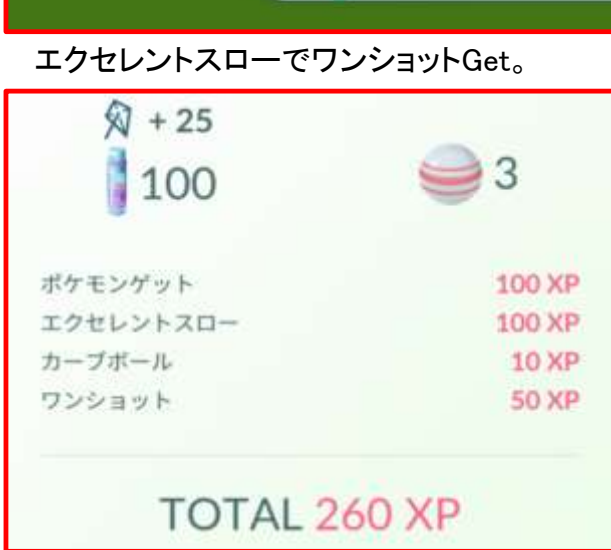 エクセレントスローでワンショットGet。
+ 25
100
3
ポケモンゲット 100 XP
エクセレントスロー 100 XP
カーブボール 10 XP
ワンショット 50 XP
TOTAL 260 XP